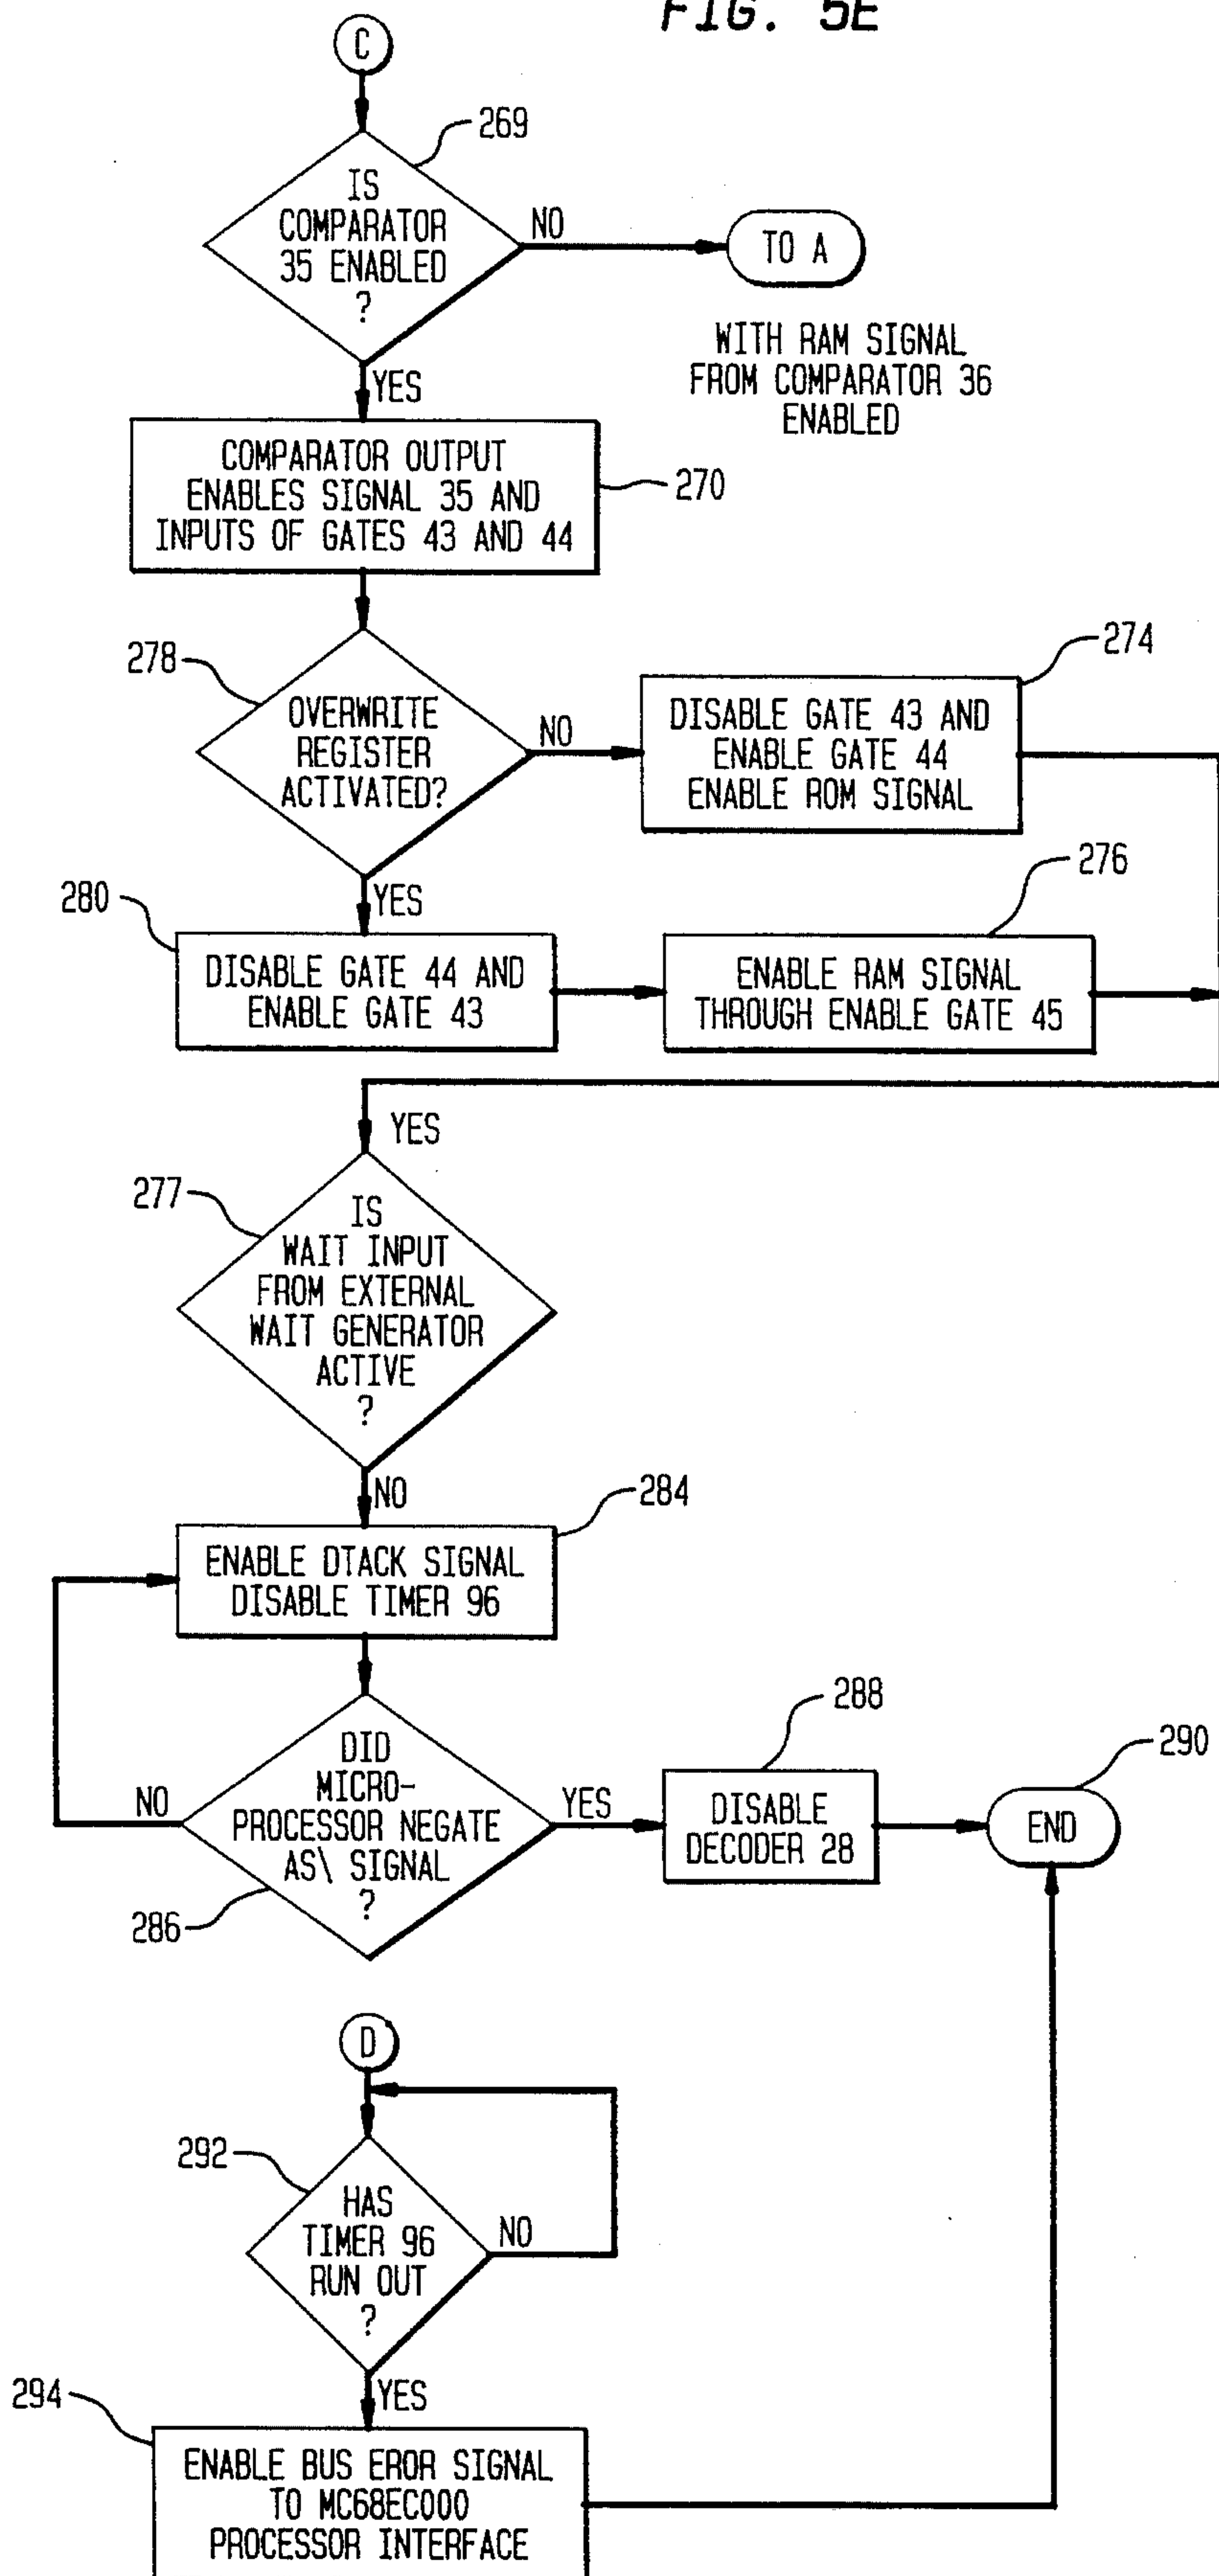 FIG. 5E
C
269
IS
COMPARATOR
35 ENABLED
?
NO
TO A
WITH RAM SIGNAL
FROM COMPARATOR 36
ENABLED
YES
COMPARATOR OUTPUT
ENABLES SIGNAL 35 AND
INPUTS OF GATES 43 AND 44
270
278
OVERWRITE
REGISTER
ACTIVATED?
NO
274
DISABLE GATE 43 AND
ENABLE GATE 44
ENABLE ROM SIGNAL
YES
280
DISABLE GATE 44 AND
ENABLE GATE 43
276
ENABLE RAM SIGNAL
THROUGH ENABLE GATE 45
YES
277
IS
WAIT INPUT
FROM EXTERNAL
WAIT GENERATOR
ACTIVE
?
NO
284
ENABLE DTACK SIGNAL
DISABLE TIMER 96
DID
MICRO-
PROCESSOR NEGATE
AS\ SIGNAL
?
NO
286
YES
288
DISABLE
DECODER 28
290
END
D
292
HAS
TIMER 96
RUN OUT
?
NO
YES
294
ENABLE BUS EROR SIGNAL
TO MC68EC000
PROCESSOR INTERFACE